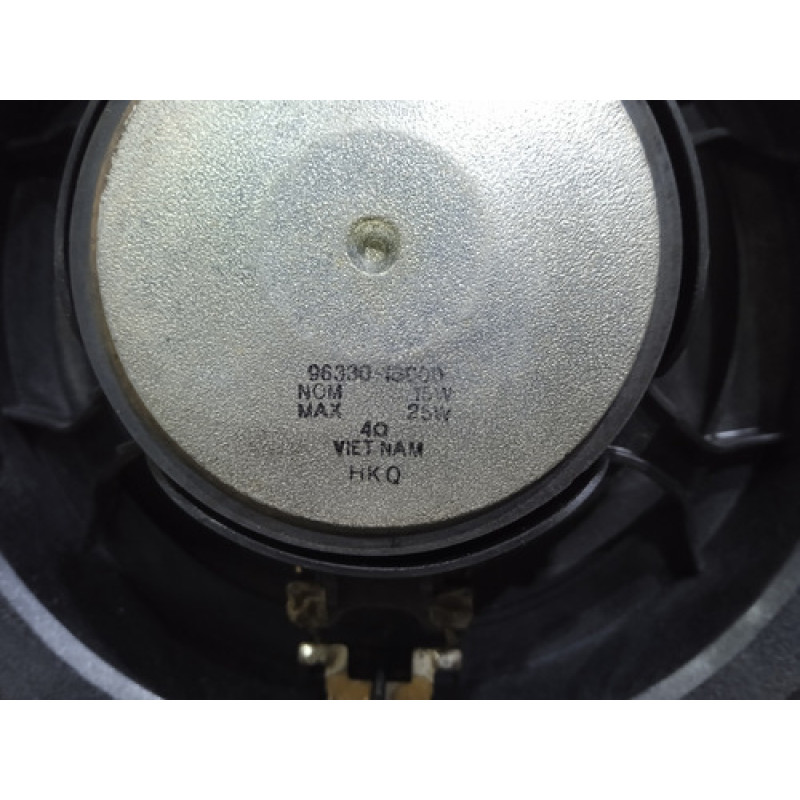 NOM 15W
MAX 25W
4Ω
VIET NAM
HKQ